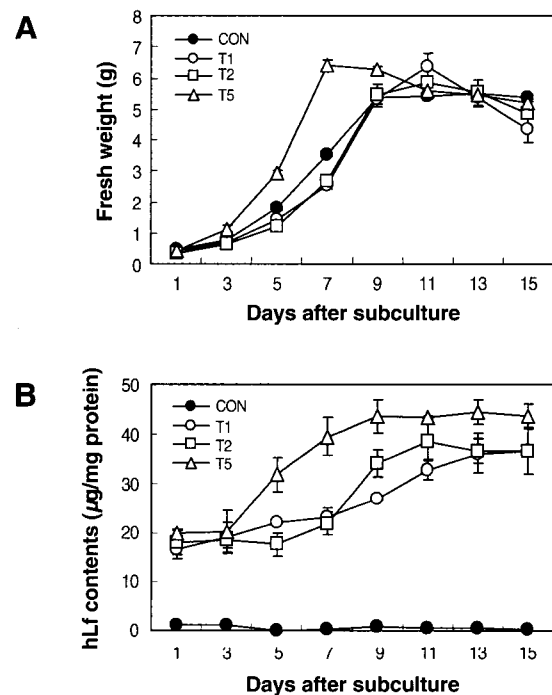 A
Fresh weight (g)
8
7
6
5
4
3
2
1
0
CON
T1
T2
T5
1 3 5 7 9 11 13 15
Days after subculture
B
hLf contents (µg/mg protein)
50
40
30
20
10
0
CON
T1
T2
T5
1 3 5 7 9 11 13 15
Days after subculture